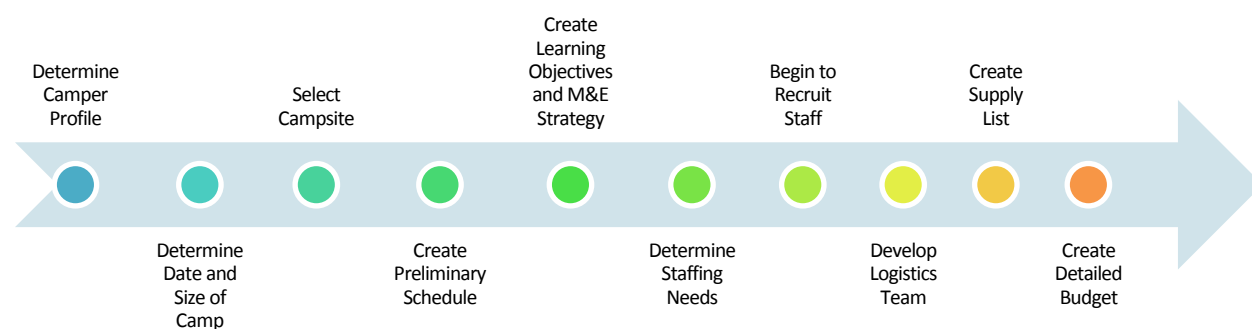 Determine
Camper
Profile
Determine
Date and
Size of
Camp
Select
Campsite
Create
Preliminary
Schedule
Create
Learning
Objectives
and M&E
Strategy
Determine
Staffing
Needs
Begin to
Recruit
Staff
Develop
Logistics
Team
Create
Supply
List
Create
Detailed
Budget